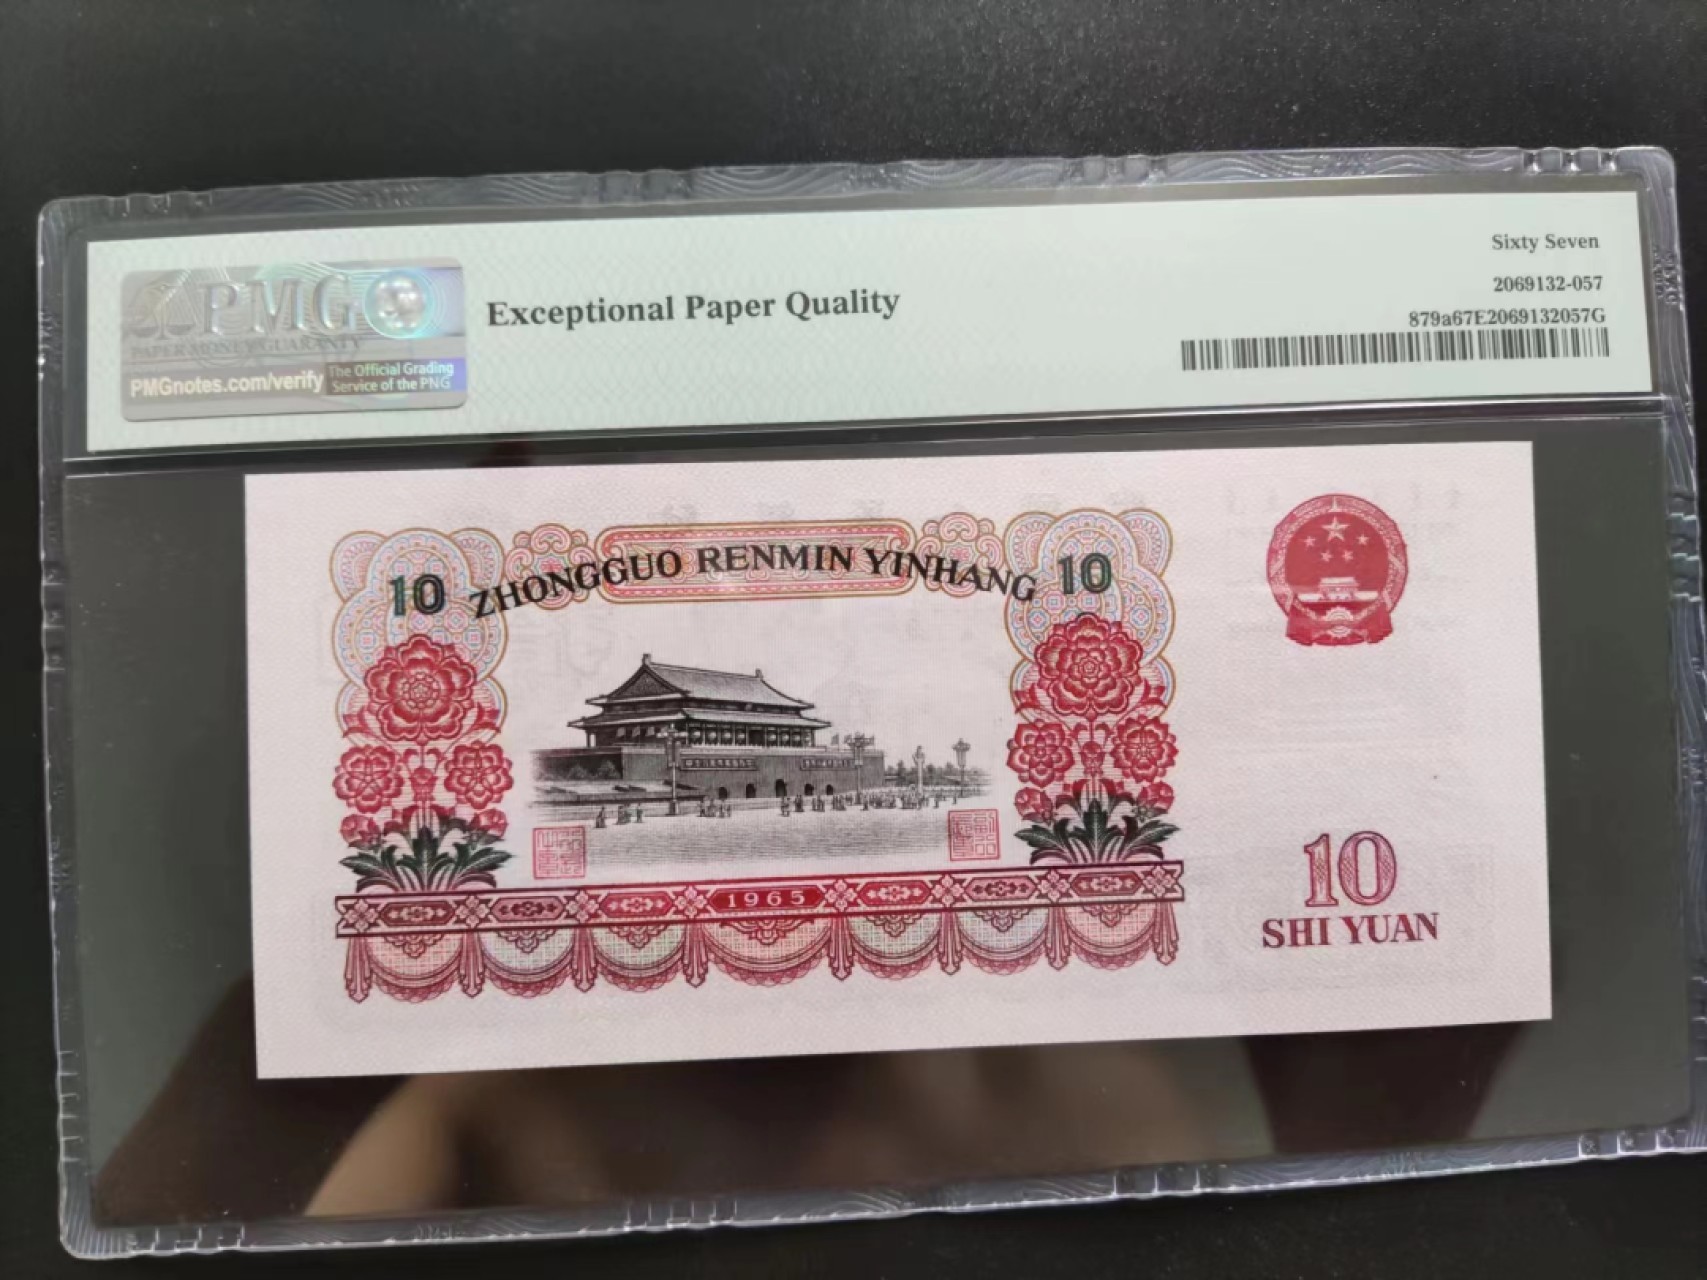 PMG
PAPER MONEY GUARANTY
PMGnotes.com/verify
The Official Grading
Service of the PNG
Exceptional Paper Quality
Sixty Seven
2069132-057
879a67E2069132057G
10 ZHONGGUO RENMIN YINHANG 10
1965
10
SHI YUAN